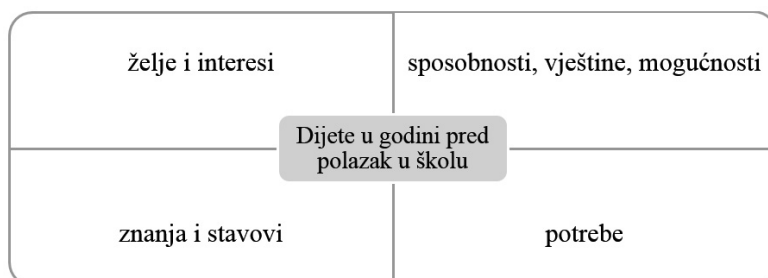 želje i interesi
sposobnosti, vještine, mogućnosti
Dijete u godini pred
polazak u školu
znanja i stavovi
potrebe